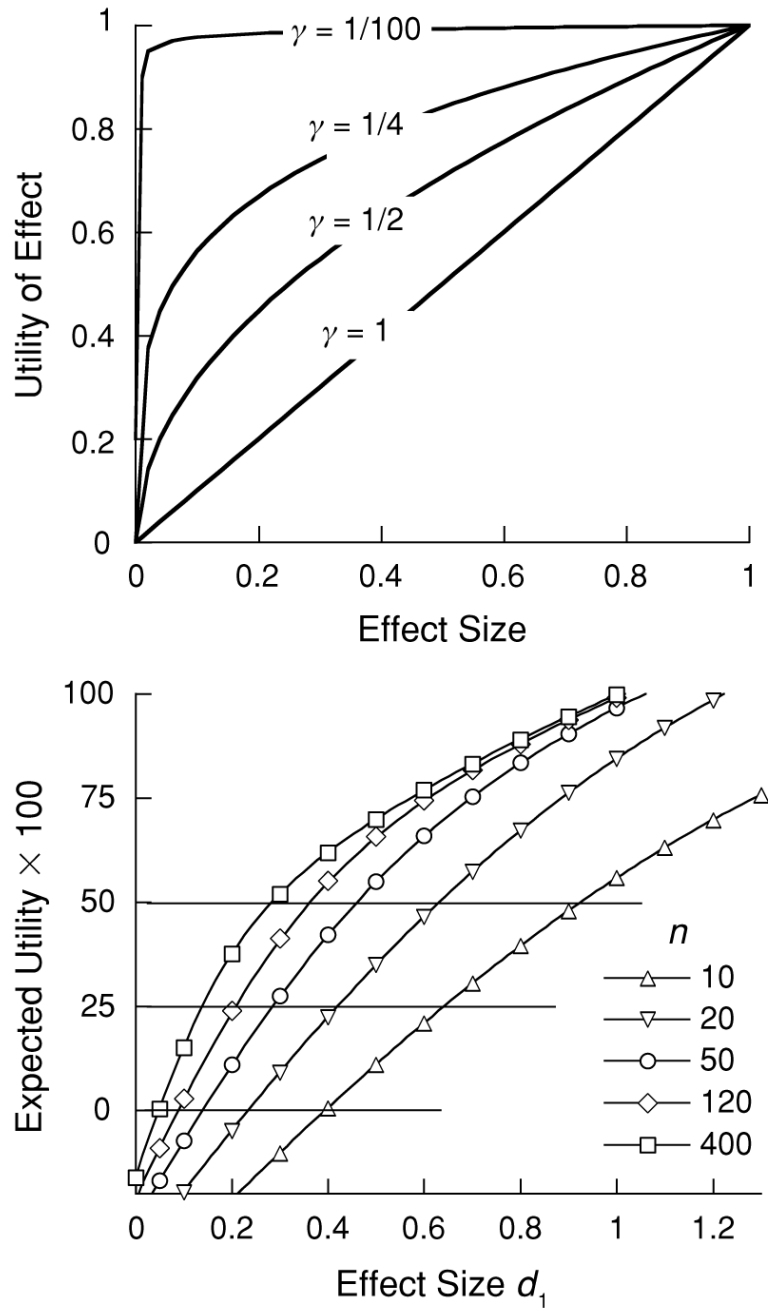 1
γ = 1/100
0.8
γ = 1/4
0.6
γ = 1/2
0.4
γ = 1
0.2
0
Utility of Effect
0 0.2 0.4 0.6 0.8 1
Effect Size
100
75
50
25
0
Expected Utility × 100
n
10
20
50
120
400
0 0.2 0.4 0.6 0.8 1 1.2
Effect Size d₁